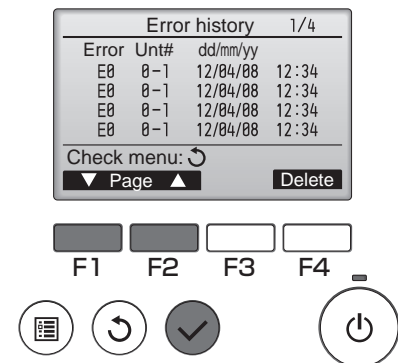 Error history 1/4
Error Unt# dd/mm/yy
E0 0-1 12/04/08 12:34
E0 0-1 12/04/08 12:34
E0 0-1 12/04/08 12:34
E0 0-1 12/04/08 12:34
Check menu:
▼ Page ▲ Delete
F1 F2 F3 F4